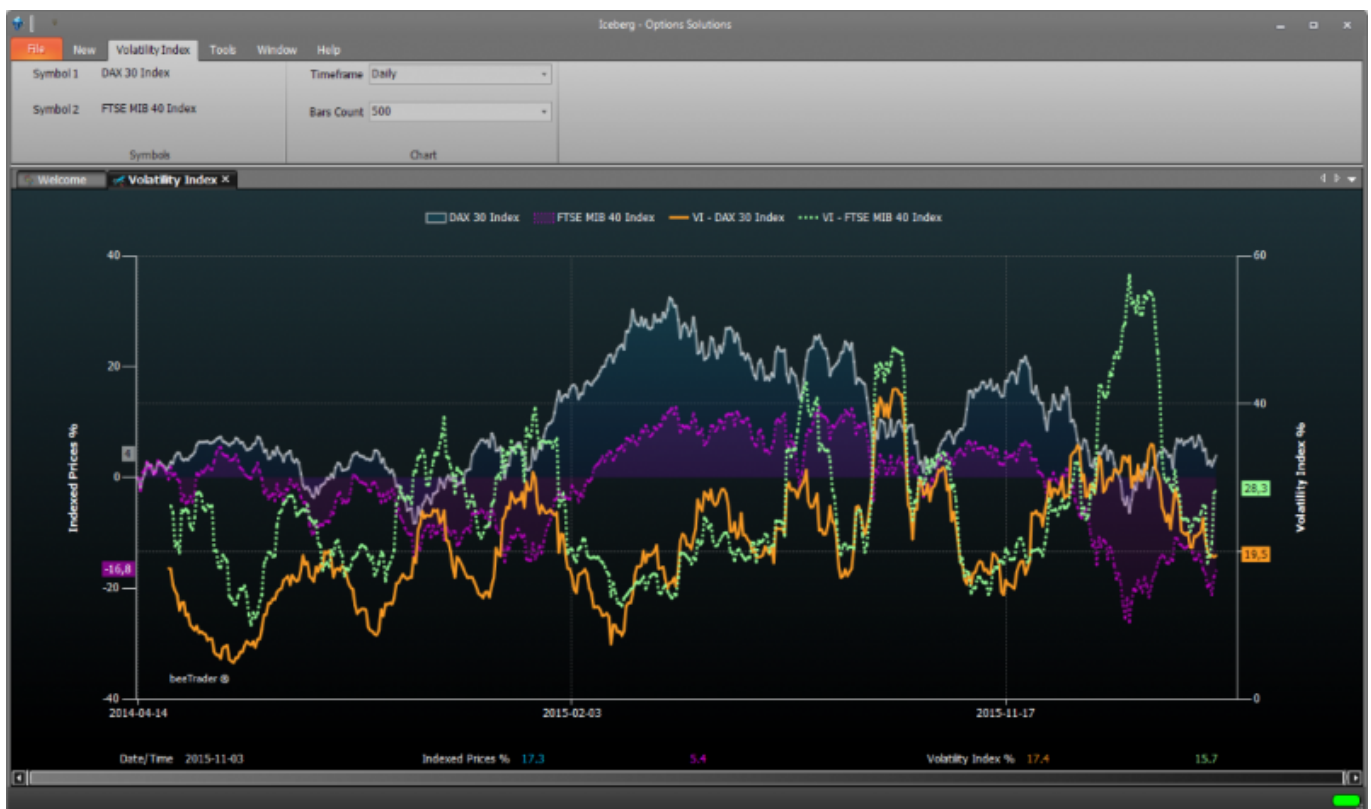 Iceberg - Options Solutions
File New Volatility Index Tools Window Help
Symbol 1 DAX 30 Index Timeframe Daily
Symbol 2 FTSE MIB 40 Index Bars Count 500
Symbols Chart
Welcome Volatility Index ×
DAX 30 Index FTSE MIB 40 Index VI - DAX 30 Index VI - FTSE MIB 40 Index
40 60
20
40
Indexed Prices % 4 Volatility Index %
0
28,3
19,5
-16,8
-20
beeTrader ®
-40 0
2014-04-14 2015-02-03 2015-11-17
Date/Time 2015-11-03 Indexed Prices % 17.3 5.4 Volatility Index % 17.4 15.7